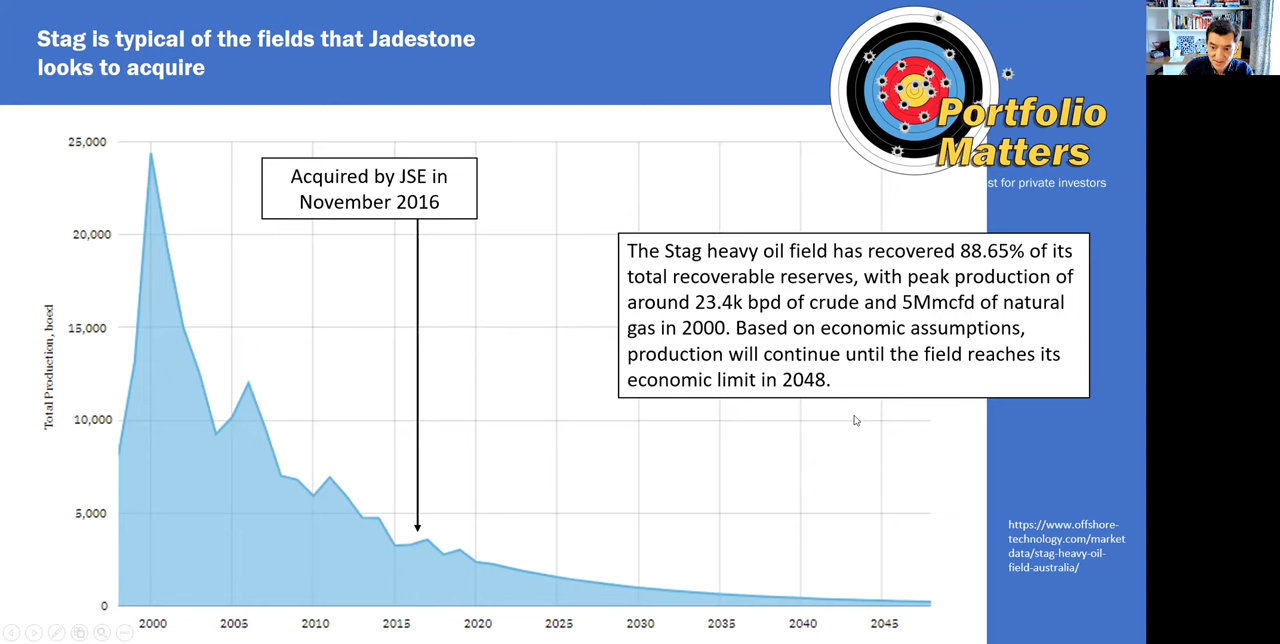 Stag is typical of the fields that Jadestone
looks to acquire
Portfolio
Matters
st for private investors
25,000
20,000
15,000
10,000
5,000
0
Total Production, boed
Acquired by JSE in
November 2016
The Stag heavy oil field has recovered 88.65% of its
total recoverable reserves, with peak production of
around 23.4k bpd of crude and 5Mmcfd of natural
gas in 2000. Based on economic assumptions,
production will continue until the field reaches its
economic limit in 2048.
https://www.offshore-
technology.com/market
data/stag-heavy-oil-
field-australia/
2000 2005 2010 2015 2020 2025 2030 2035 2040 2045